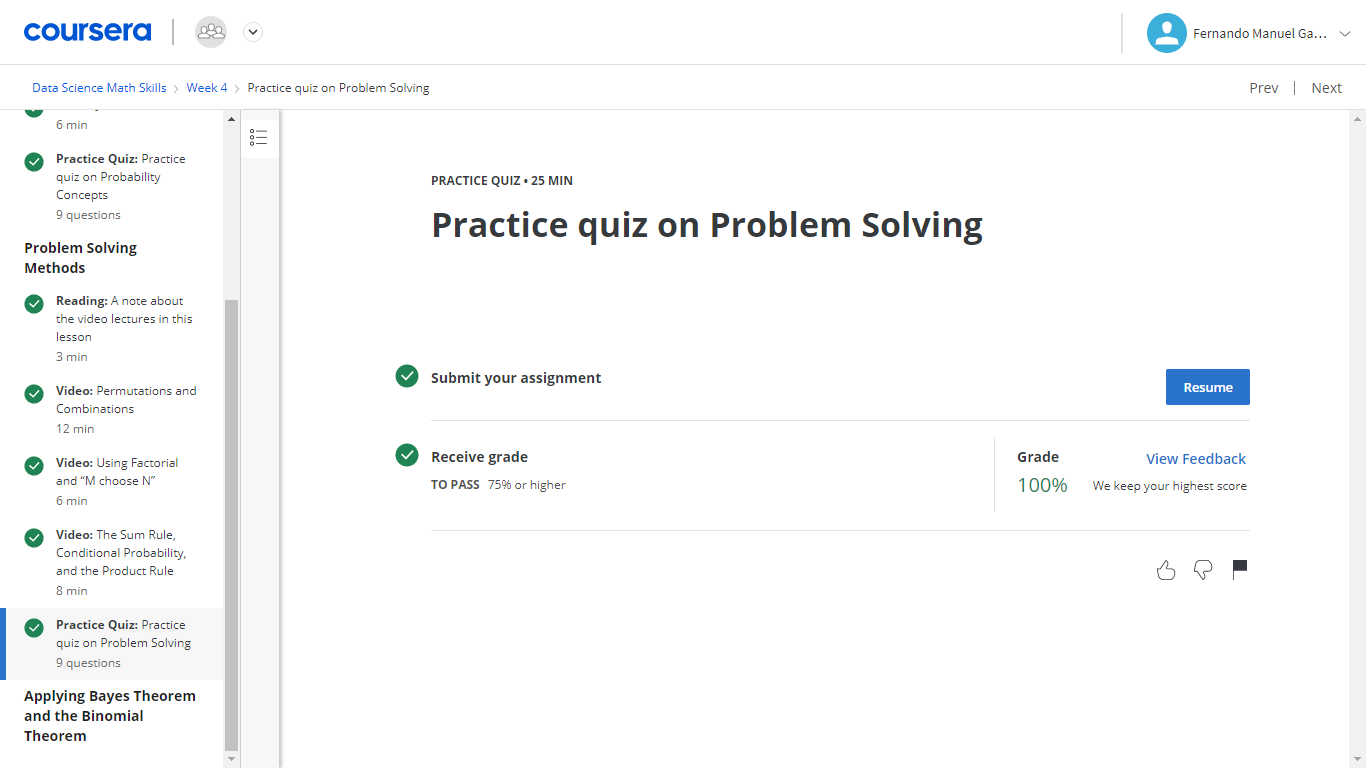 coursera
Fernando Manuel Ga...
Data Science Math Skills
Week 4
Practice quiz on Problem Solving
Prev | Next
6 min
Practice Quiz: Practice
quiz on Probability
Concepts
9 questions
Problem Solving
Methods
Reading: A note about
the video lectures in this
lesson
3 min
Video: Permutations and
Combinations
12 min
Video: Using Factorial
and “M choose N”
6 min
Video: The Sum Rule,
Conditional Probability,
and the Product Rule
8 min
Practice Quiz: Practice
quiz on Problem Solving
9 questions
Applying Bayes Theorem
and the Binomial
Theorem
PRACTICE QUIZ • 25 MIN
Practice quiz on Problem Solving
Submit your assignment
Resume
Receive grade
TO PASS 75% or higher
Grade
View Feedback
100%
We keep your highest score